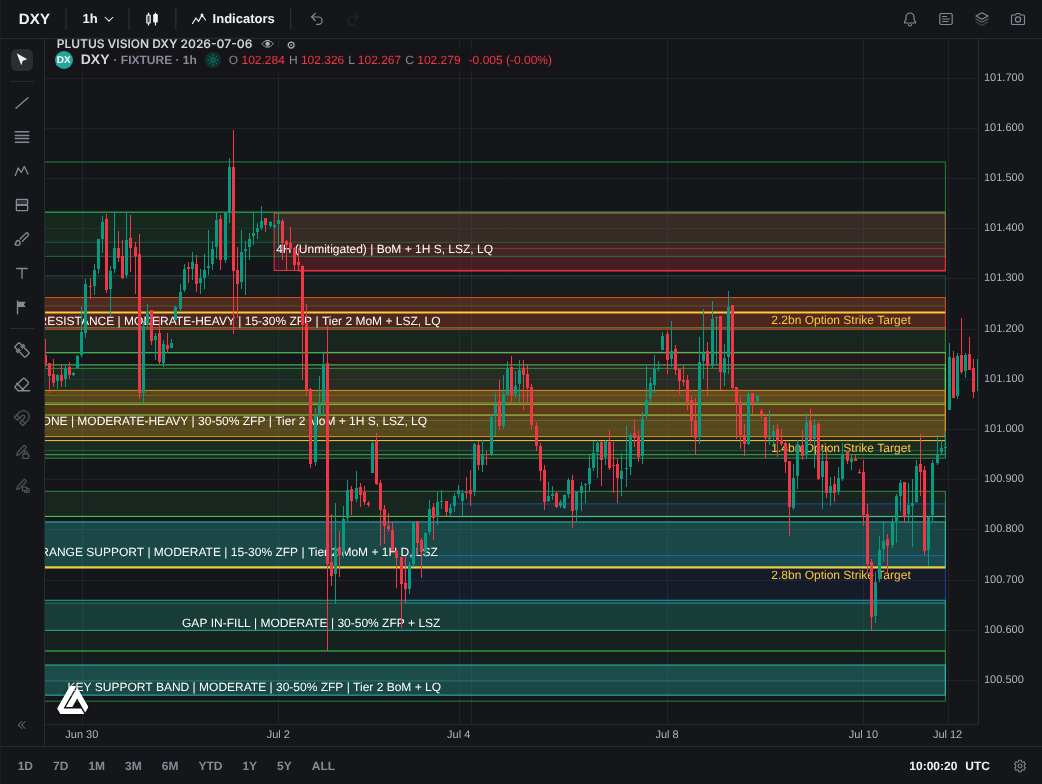 DXY 1h Indicators
PLUTUS VISION DXY 2026-07-06
DX DXY · FIXTURE · 1h O 102.284 H 102.326 L 102.267 C 102.279 -0.005 (-0.00%)
101.700
101.600
101.500
101.400
4H (Unmitigated) | BoM + 1H S, LSZ, LQ
101.300
RESISTANCE | MODERATE-HEAVY | 15-30% ZFP | Tier 2 MoM + LSZ, LQ
2.2bn Option Strike Target
101.200
101.100
ONE | MODERATE-HEAVY | 30-50% ZFP | Tier 2 MoM + 1H S, LSZ, LQ
101.000
1.4bn Option Strike Target
100.900
100.800
RANGE SUPPORT | MODERATE | 15-30% ZFP | Tier 2 MoM + 1H D, LSZ
2.8bn Option Strike Target
100.700
GAP IN-FILL | MODERATE | 30-50% ZFP + LSZ
100.600
KEY SUPPORT BAND | MODERATE | 30-50% ZFP | Tier 2 BoM + LQ
100.500
Jun 30 Jul 2 Jul 4 Jul 8 Jul 10 Jul 12
1D 7D 1M 3M 6M YTD 1Y 5Y ALL 10:00:20 UTC